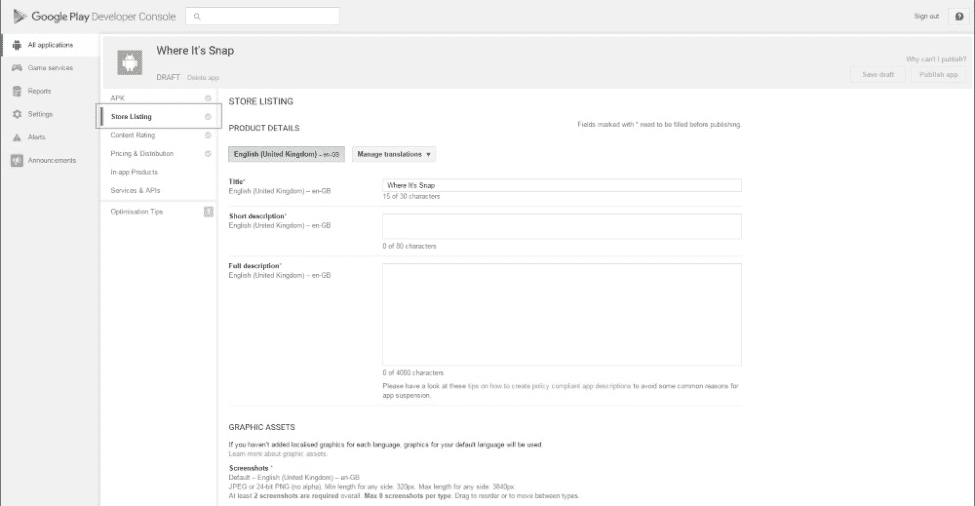 Google Play Developer Console
Sign out
All applications
Game services
Reports
Settings
Alerts
Announcements
Where It's Snap
DRAFT Delete app
Why can't I publish?
Save draft
Publish app
APK
Store Listing
Content Rating
Pricing & Distribution
In-app Products
Services & APIs
Optimisation Tips
STORE LISTING
PRODUCT DETAILS
Fields marked with * need to be filled before publishing.
English (United Kingdom) – en-GB
Manage translations
Title*
English (United Kingdom) – en-GB
Where It's Snap
15 of 30 characters
Short description*
English (United Kingdom) – en-GB
0 of 80 characters
Full description*
English (United Kingdom) – en-GB
0 of 4000 characters
Please have a look at these tips on how to create policy compliant app descriptions to avoid some common reasons for
app suspension.
GRAPHIC ASSETS
If you haven't added localised graphics for each language, graphics for your default language will be used.
Learn more about graphic assets.
Screenshots *
Default – English (United Kingdom) – en-GB
JPEG or 24-bit PNG (no alpha). Min length for any side: 320px. Max length for any side: 3840px.
At least 2 screenshots are required overall. Max 8 screenshots per type. Drag to reorder or to move between types.